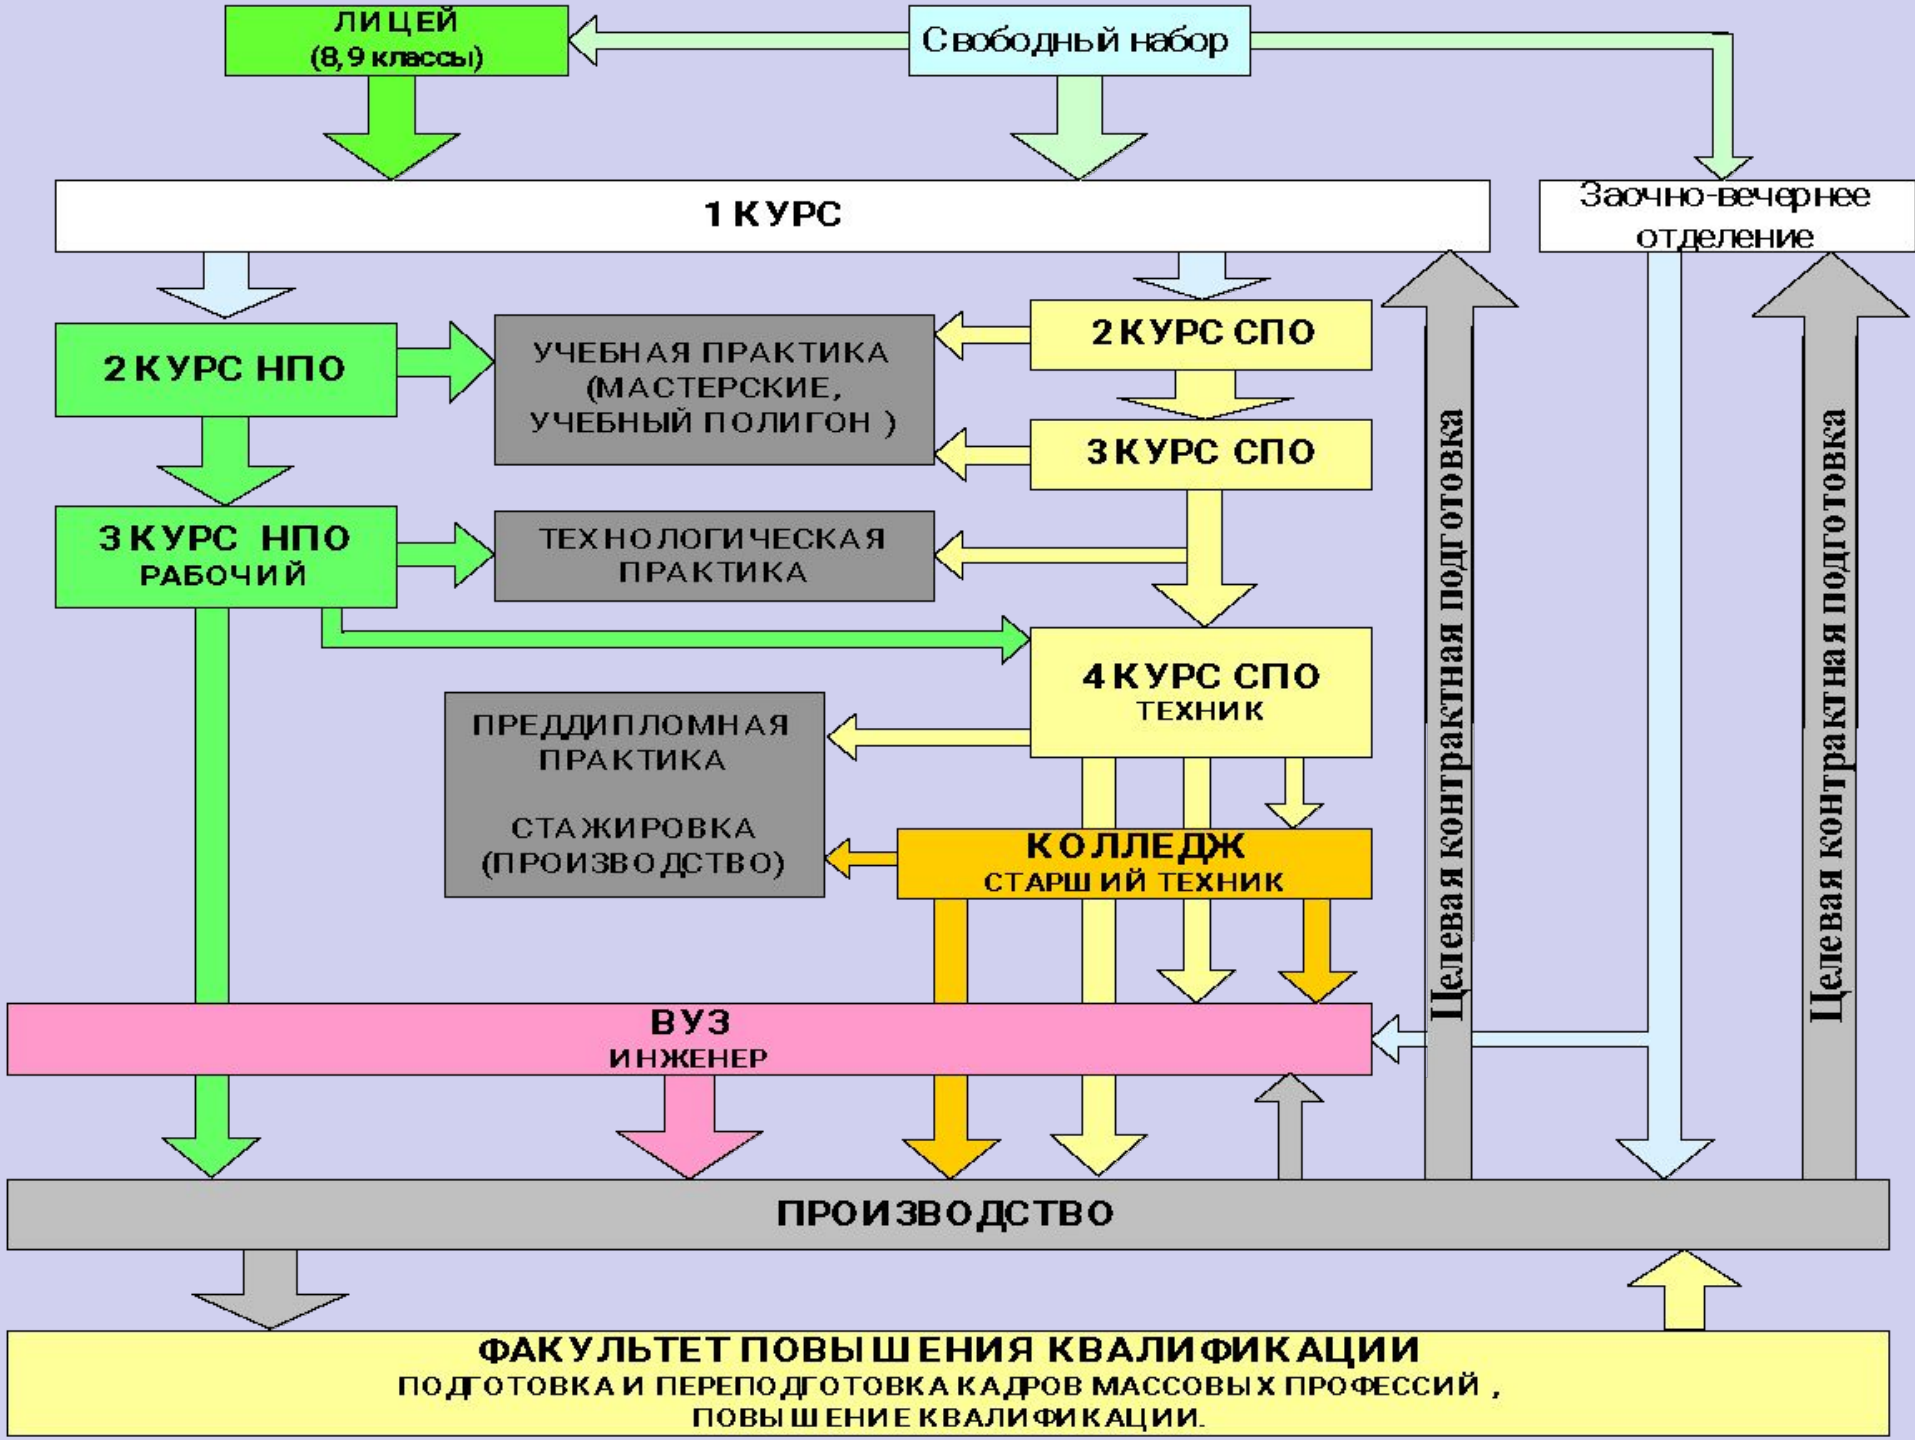 ЛИЦЕЙ
(8,9 классы)
Свободный набор
1 КУРС
Заочно-вечернее
отделение
2 КУРС НПО
УЧЕБНАЯ ПРАКТИКА
(МАСТЕРСКИЕ,
УЧЕБНЫЙ ПОЛИГОН )
2 КУРС СПО
3 КУРС СПО
3 КУРС НПО
РАБОЧИЙ
ТЕХНОЛОГИЧЕСКАЯ
ПРАКТИКА
4 КУРС СПО
ТЕХНИК
ПРЕДДИПЛОМНАЯ
ПРАКТИКА
СТАЖИРОВКА
(ПРОИЗВОДСТВО)
КОЛЛЕДЖ
СТАРШИЙ ТЕХНИК
Целевая контрактная подготовка
Целевая контрактная подготовка
ВУЗ
ИНЖЕНЕР
ПРОИЗВОДСТВО
ФАКУЛЬТЕТ ПОВЫШЕНИЯ КВАЛИФИКАЦИИ
ПОДГОТОВКА И ПЕРЕПОДГОТОВКА КАДРОВ МАССОВЫХ ПРОФЕССИЙ ,
ПОВЫШЕНИЕ КВАЛИФИКАЦИИ.